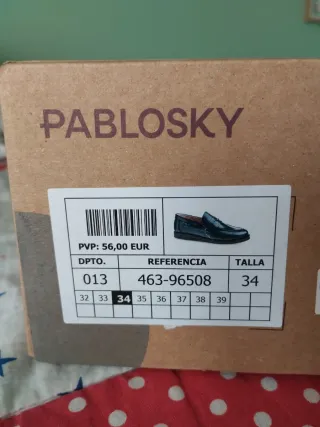 PABLOSKY
PVP: 56,00 EUR
DPTO. REFERENCIA TALLA
013 463-96508 34
32 33 34 35 36 37 38 39